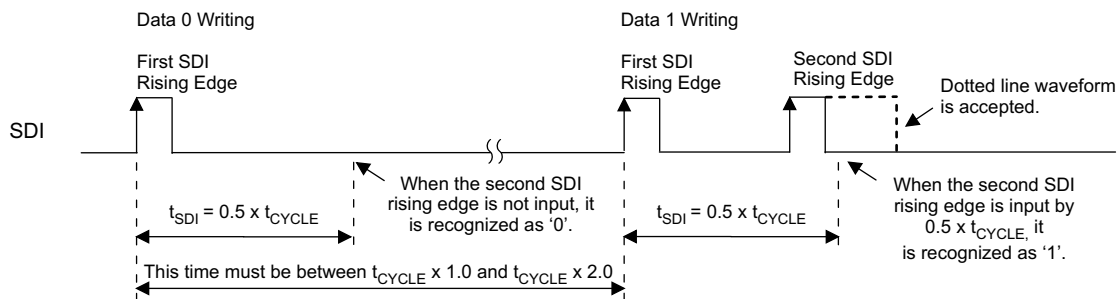 Data 0 Writing
Data 1 Writing
First SDI
Rising Edge
First SDI
Rising Edge
Second SDI
Rising Edge
Dotted line waveform
is accepted.
SDI
tSDI = 0.5 x tCYCLE
When the second SDI
rising edge is not input, it
is recognized as ‘0’.
tSDI = 0.5 x tCYCLE
When the second SDI
rising edge is input by
0.5 x tCYCLE, it
is recognized as ‘1’.
This time must be between tCYCLE x 1.0 and tCYCLE x 2.0